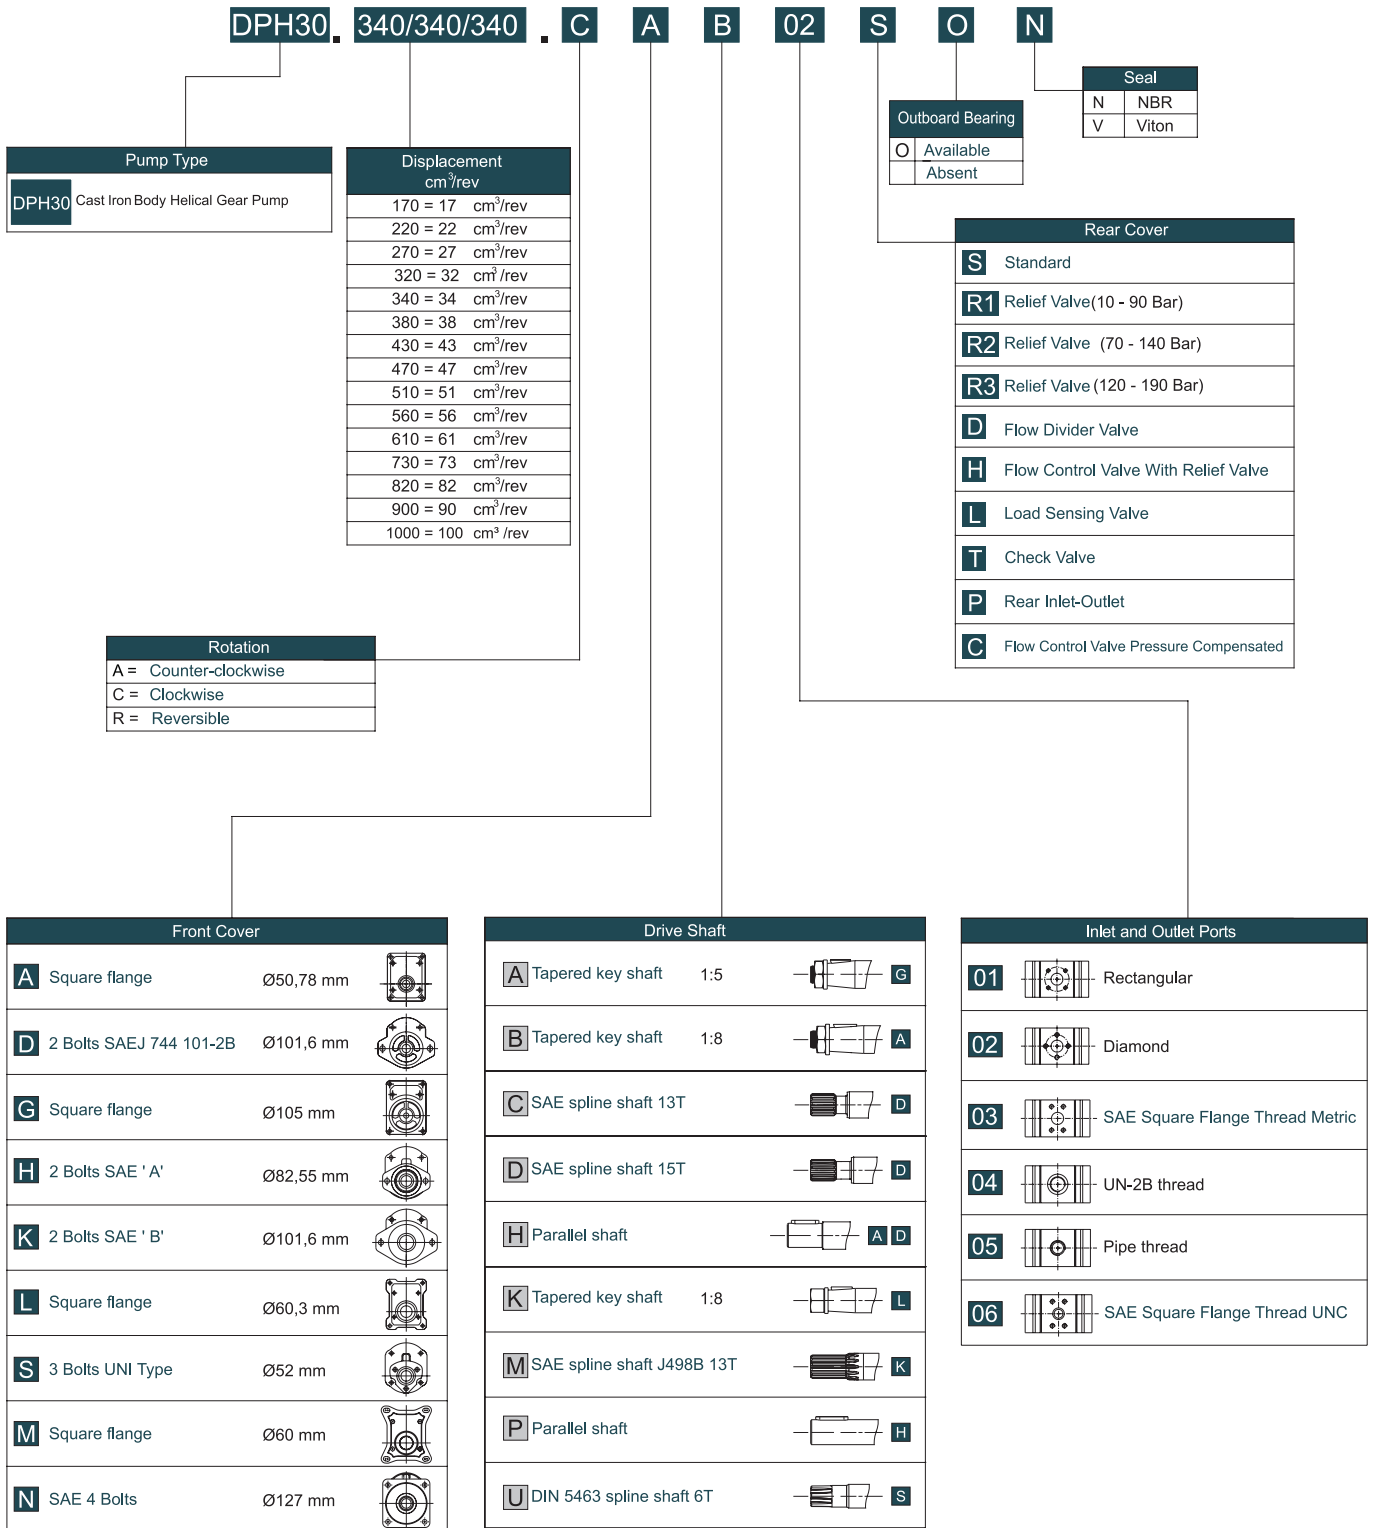 DPH30 . 340/340/340 . C A B 02 S O N
Seal
N NBR
V Viton
Outboard Bearing
O Available
Absent
Pump Type
DPH30 Cast Iron Body Helical Gear Pump
Displacement
cm³/rev
170 = 17 cm³/rev
220 = 22 cm³/rev
270 = 27 cm³/rev
320 = 32 cm³/rev
340 = 34 cm³/rev
380 = 38 cm³/rev
430 = 43 cm³/rev
470 = 47 cm³/rev
510 = 51 cm³/rev
560 = 56 cm³/rev
610 = 61 cm³/rev
730 = 73 cm³/rev
820 = 82 cm³/rev
900 = 90 cm³/rev
1000 = 100 cm³ /rev
Rear Cover
S Standard
R1 Relief Valve (10 - 90 Bar)
R2 Relief Valve (70 - 140 Bar)
R3 Relief Valve (120 - 190 Bar)
D Flow Divider Valve
H Flow Control Valve With Relief Valve
L Load Sensing Valve
T Check Valve
P Rear Inlet-Outlet
C Flow Control Valve Pressure Compensated
Rotation
A = Counter-clockwise
C = Clockwise
R = Reversible
Front Cover
A Square flange Ø50,78 mm
D 2 Bolts SAEJ 744 101-2B Ø101,6 mm
G Square flange Ø105 mm
H 2 Bolts SAE ' A' Ø82,55 mm
K 2 Bolts SAE ' B' Ø101,6 mm
L Square flange Ø60,3 mm
S 3 Bolts UNI Type Ø52 mm
M Square flange Ø60 mm
N SAE 4 Bolts Ø127 mm
Drive Shaft
A Tapered key shaft 1:5 G
B Tapered key shaft 1:8 A
C SAE spline shaft 13T D
D SAE spline shaft 15T D
H Parallel shaft A D
K Tapered key shaft 1:8 L
M SAE spline shaft J498B 13T K
P Parallel shaft H
U DIN 5463 spline shaft 6T S
Inlet and Outlet Ports
01 Rectangular
02 Diamond
03 SAE Square Flange Thread Metric
04 UN-2B thread
05 Pipe thread
06 SAE Square Flange Thread UNC